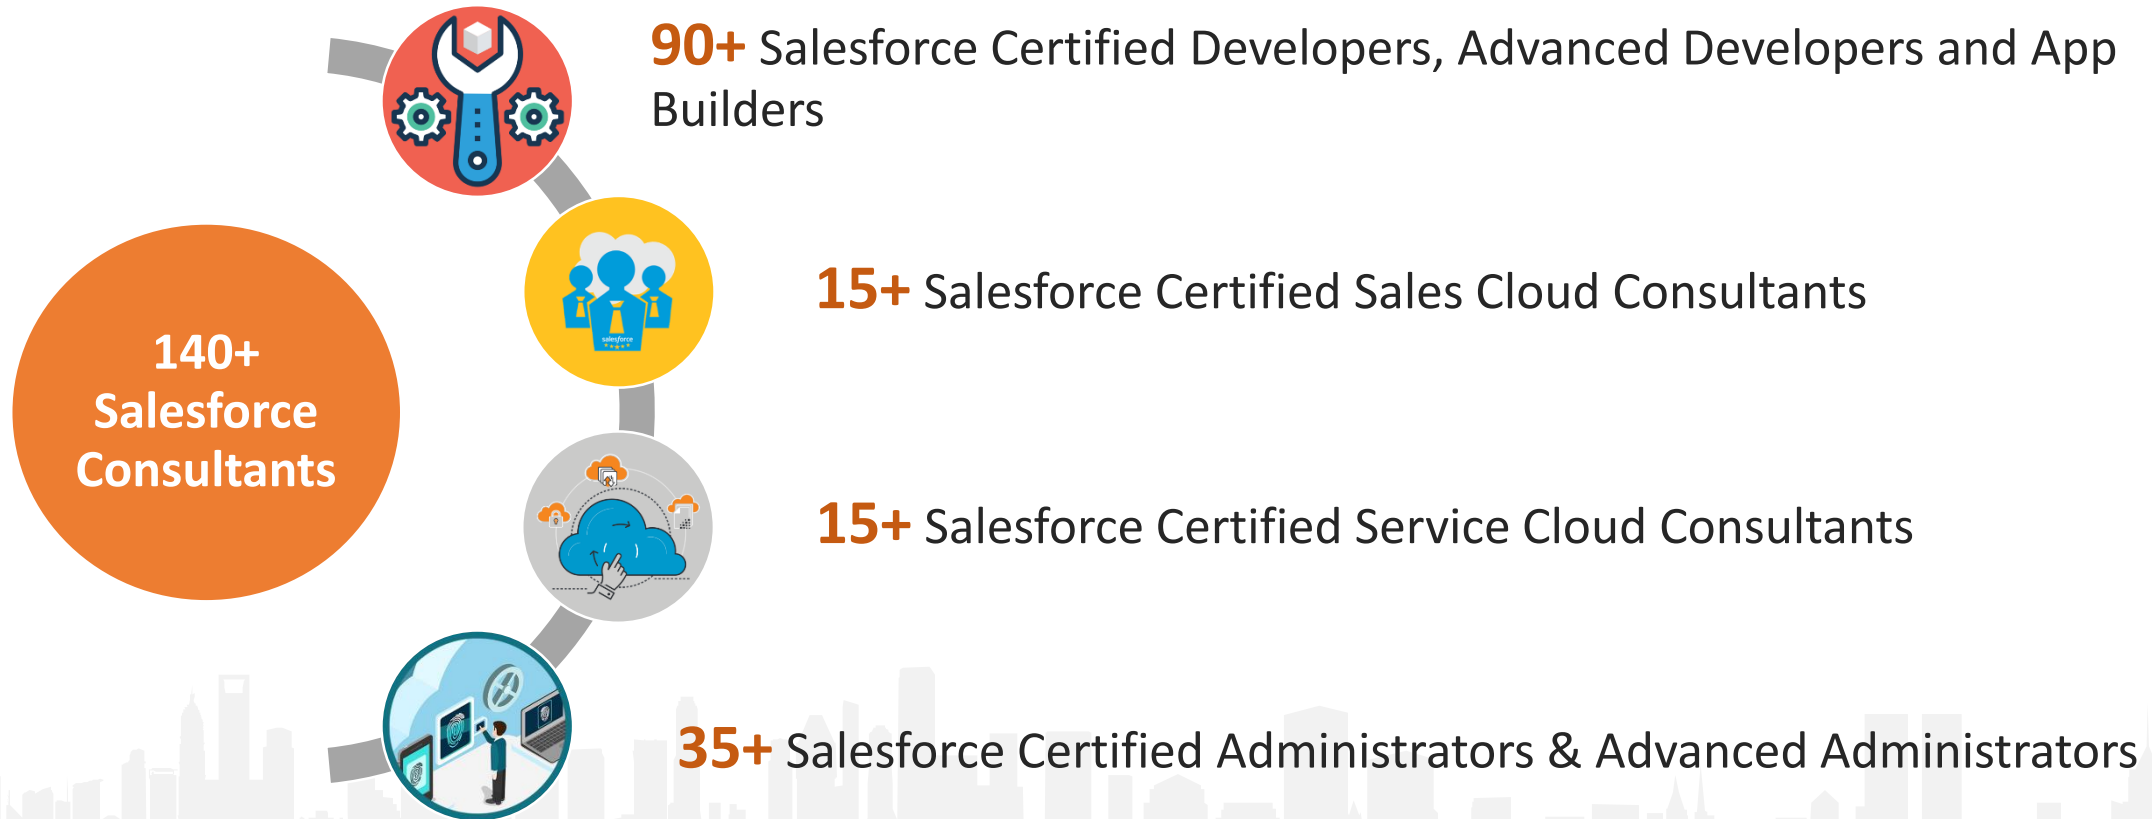 140+
Salesforce
Consultants
90+ Salesforce Certified Developers, Advanced Developers and App
Builders
15+ Salesforce Certified Sales Cloud Consultants
salesforce
15+ Salesforce Certified Service Cloud Consultants
35+ Salesforce Certified Administrators & Advanced Administrators